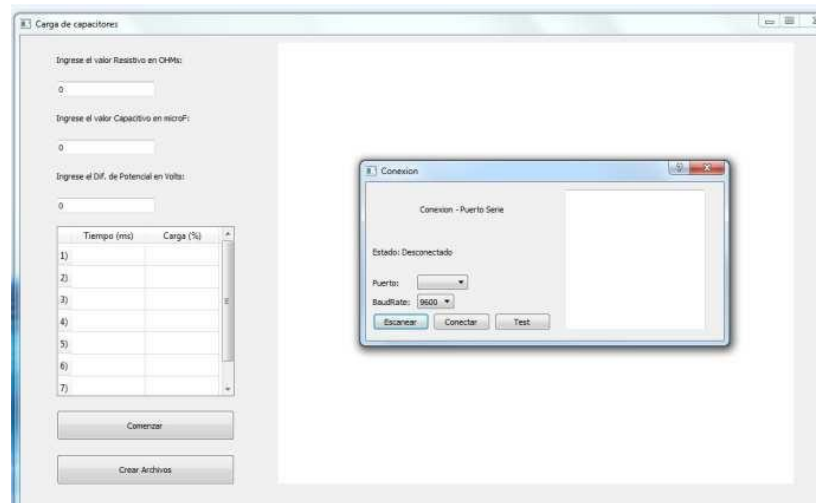 Carga de capacitores
Ingrese el valor Resistivo en OHMs:
0
Ingrese el valor Capacitivo en microF:
0
Ingrese el Dif. de Potencial en Volts:
0
Tiempo (ms) Carga (%)
1)
2)
3)
4)
5)
6)
7)
Comenzar
Crear Archivos
Conexion
Conexion - Puerto Serie
Estado: Desconectado
Puerto:
BaudRate: 9600
Escanear Conectar Test